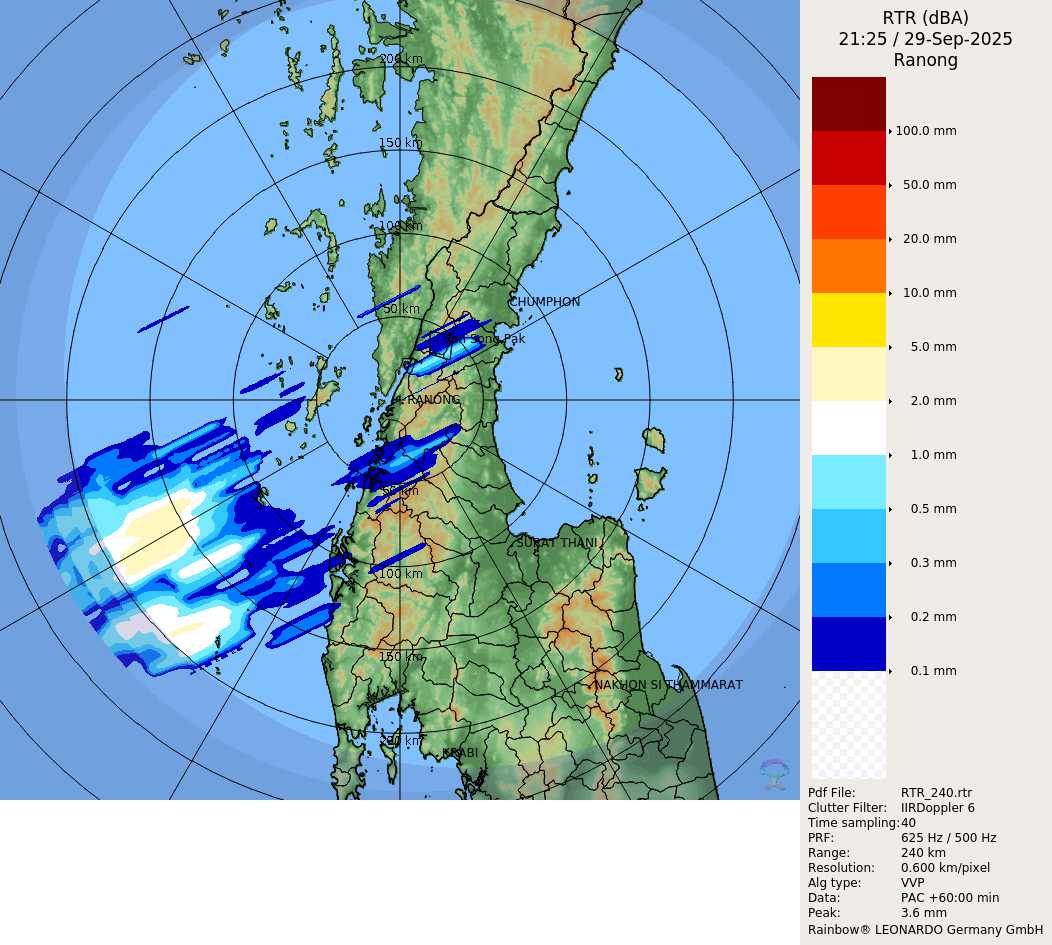 RTR (dBA)
21:25 / 29-Sep-2025
Ranong
200 km
150 km
100 km
50 km
CHUMPHON
Song Pak
RANONG
50 km
SURAT THANI
100 km
150 km
NAKHON SI THAMMARAT
200 km
KRABI
100.0 mm
50.0 mm
20.0 mm
10.0 mm
5.0 mm
2.0 mm
1.0 mm
0.5 mm
0.3 mm
0.2 mm
0.1 mm
Pdf File: RTR_240.rtr
Clutter Filter: IIRDoppler 6
Time sampling:40
PRF: 625 Hz / 500 Hz
Range: 240 km
Resolution: 0.600 km/pixel
Alg type: VVP
Data: PAC +60:00 min
Peak: 3.6 mm
Rainbow® LEONARDO Germany GmbH